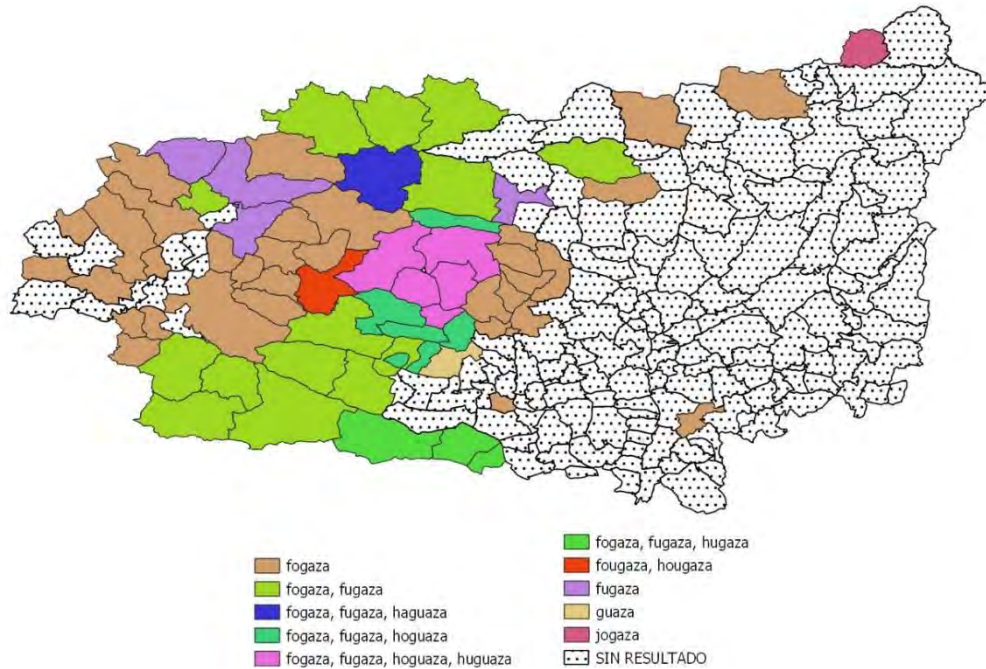 fogaza
fogaza, fugaza
fogaza, fugaza, haguaza
fogaza, fugaza, hoguaza
fogaza, fugaza, hoguaza, huguaza
fogaza, fugaza, hugaza
fougaza, hougaza
fugaza
guaza
jogaza
SIN RESULTADO